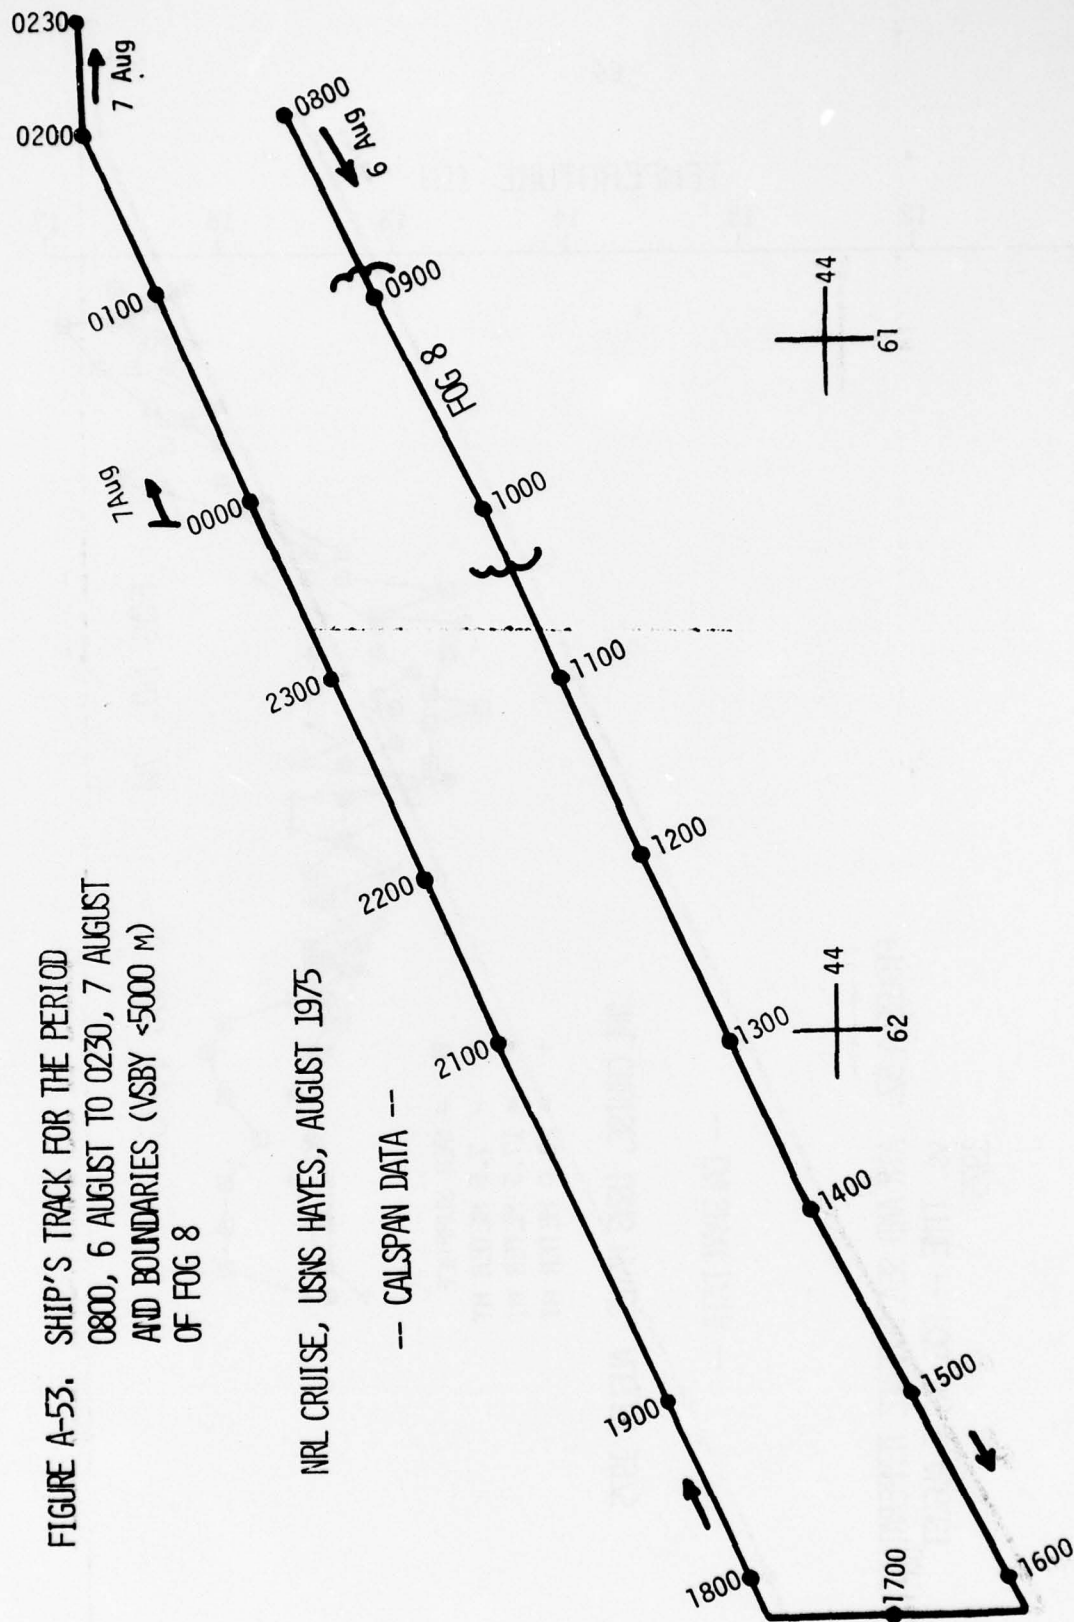 FIGURE A-53. SHIP'S TRACK FOR THE PERIOD
0800, 6 AUGUST TO 0230, 7 AUGUST
AND BOUNDARIES (VSBY <5000 M)
OF FOG 8
NRL CRUISE, USNS HAYES, AUGUST 1975
-- CALSPAN DATA --
0230
0200
7 Aug
0100
7 Aug
0000
2300
2200
2100
1900
1800
1700
1600
1500
1400
1300
1200
1100
1000
FOG 8
0900
6 Aug
0800
44
61
44
62